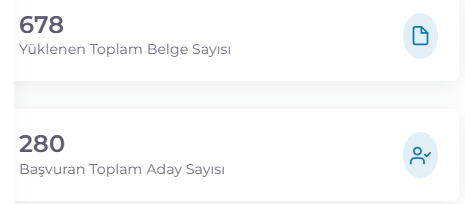 678
Yüklenen Toplam Belge Sayısı
280
Başvuran Toplam Aday Sayısı